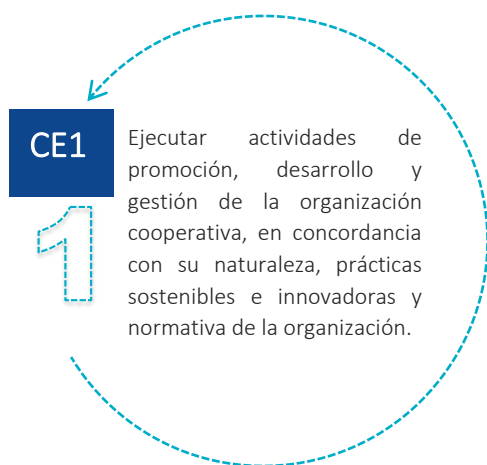 CE1
1
Ejecutar actividades de
promoción, desarrollo y
gestión de la organización
cooperativa, en concordancia
con su naturaleza, prácticas
sostenibles e innovadoras y
normativa de la organización.